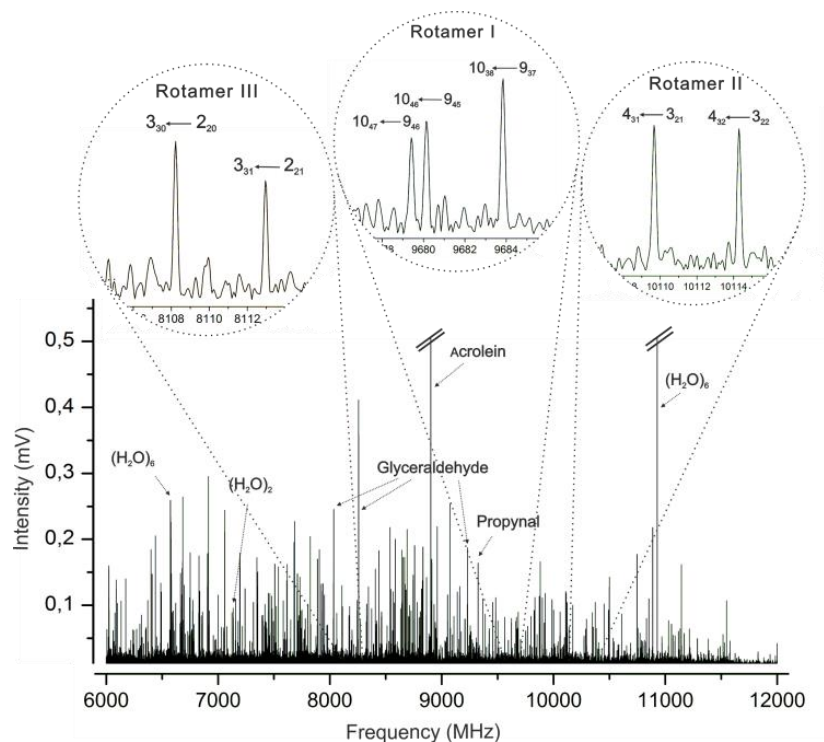 Rotamer I
10₃₈←9₃₇
10₄₆←9₄₅
10₄₇←9₄₆
9680 9682 9684
Rotamer III
3₃₀←2₂₀
3₃₁←2₂₁
8108 8110 8112
Rotamer II
4₃₁←3₂₁ 4₃₂←3₂₂
10110 10112 10114
Intensity (mV)
0,5
0,4
0,3
0,2
0,1
Acrolein
(H₂O)₆
Glyceraldehyde
(H₂O)₆
(H₂O)₂
Propynal
6000 7000 8000 9000 10000 11000 12000
Frequency (MHz)